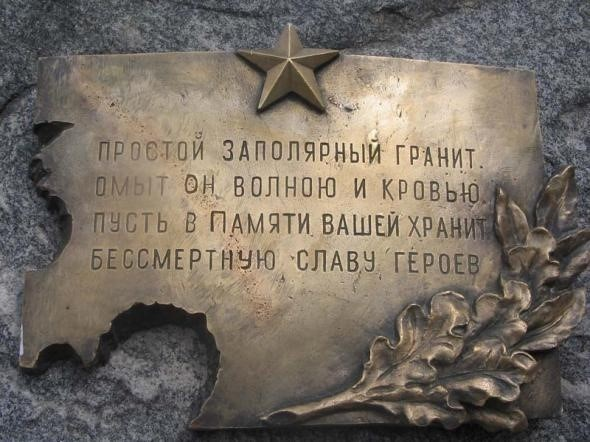 ПРОСТОЙ ЗАПОЛЯРНЫЙ ГРАНИТ.
ОМЫТ ОН ВОЛНОЮ И КРОВЬЮ.
ПУСТЬ В ПАМЯТИ ВАШЕЙ ХРАНИТ
БЕССМЕРТНУЮ СЛАВУ ГЕРОЕВ